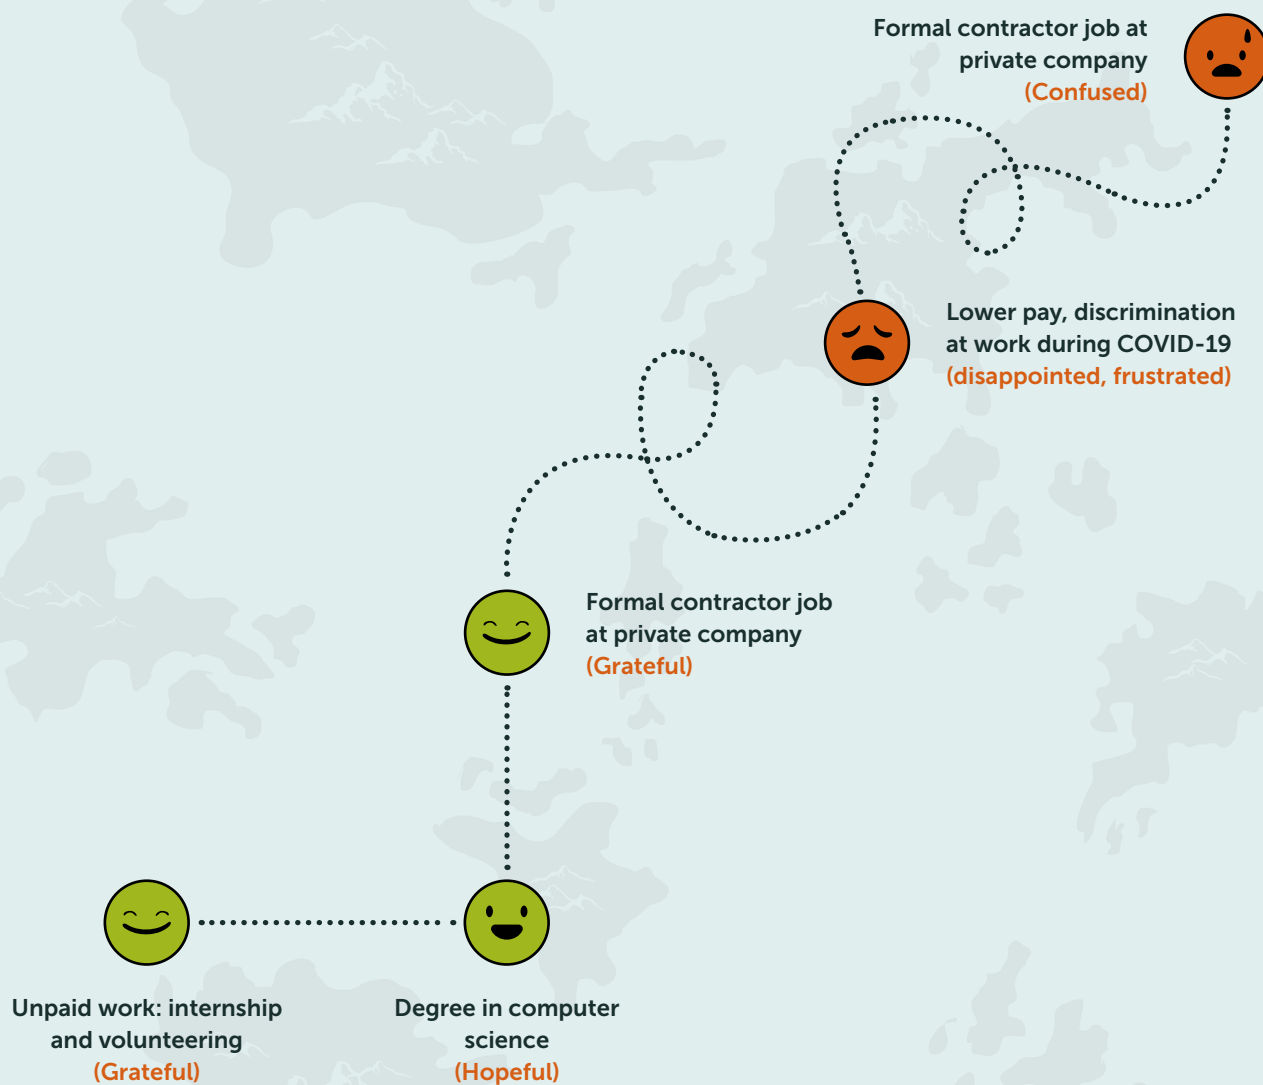 Formal contractor job at
private company
(Confused)
Lower pay, discrimination
at work during COVID-19
(disappointed, frustrated)
Formal contractor job
at private company
(Grateful)
Unpaid work: internship
and volunteering
(Grateful)
Degree in computer
science
(Hopeful)